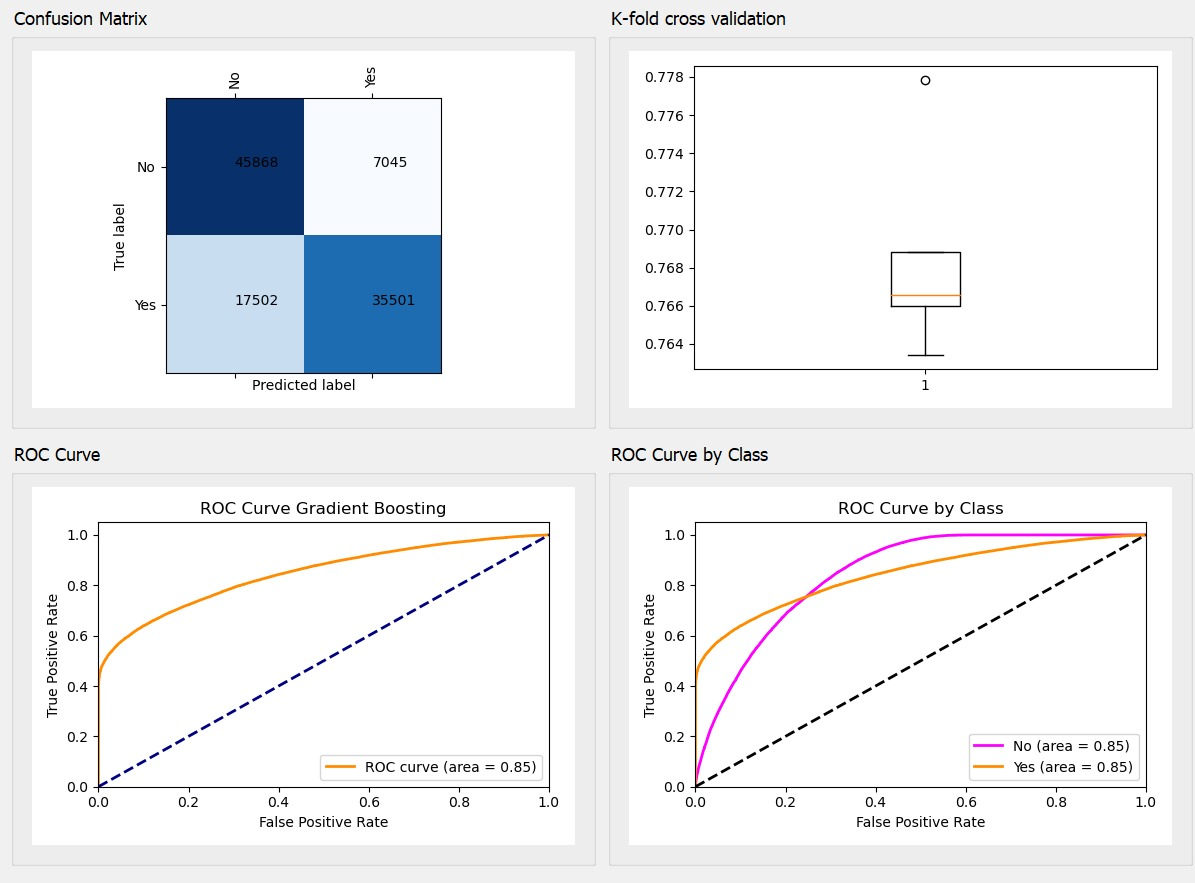 Confusion Matrix
No
Yes
No
45868
7045
True label
Yes
17502
35501
Predicted label
K-fold cross validation
0.778
0.776
0.774
0.772
0.770
0.768
0.766
0.764
1
ROC Curve
ROC Curve Gradient Boosting
1.0
0.8
0.6
0.4
0.2
0.0
True Positive Rate
ROC curve (area = 0.85)
0.0 0.2 0.4 0.6 0.8 1.0
False Positive Rate
ROC Curve by Class
ROC Curve by Class
1.0
0.8
0.6
0.4
0.2
0.0
True Positive Rate
No (area = 0.85)
Yes (area = 0.85)
0.0 0.2 0.4 0.6 0.8 1.0
False Positive Rate